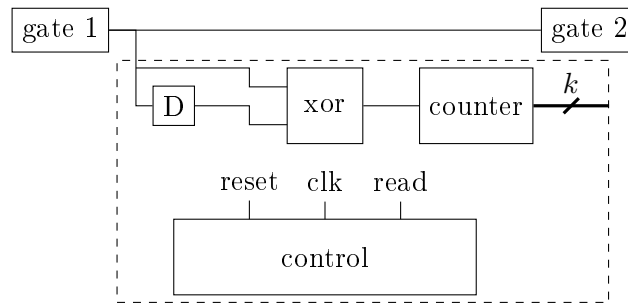 gate 1
gate 2
k
D
xor
counter
reset clk read
control